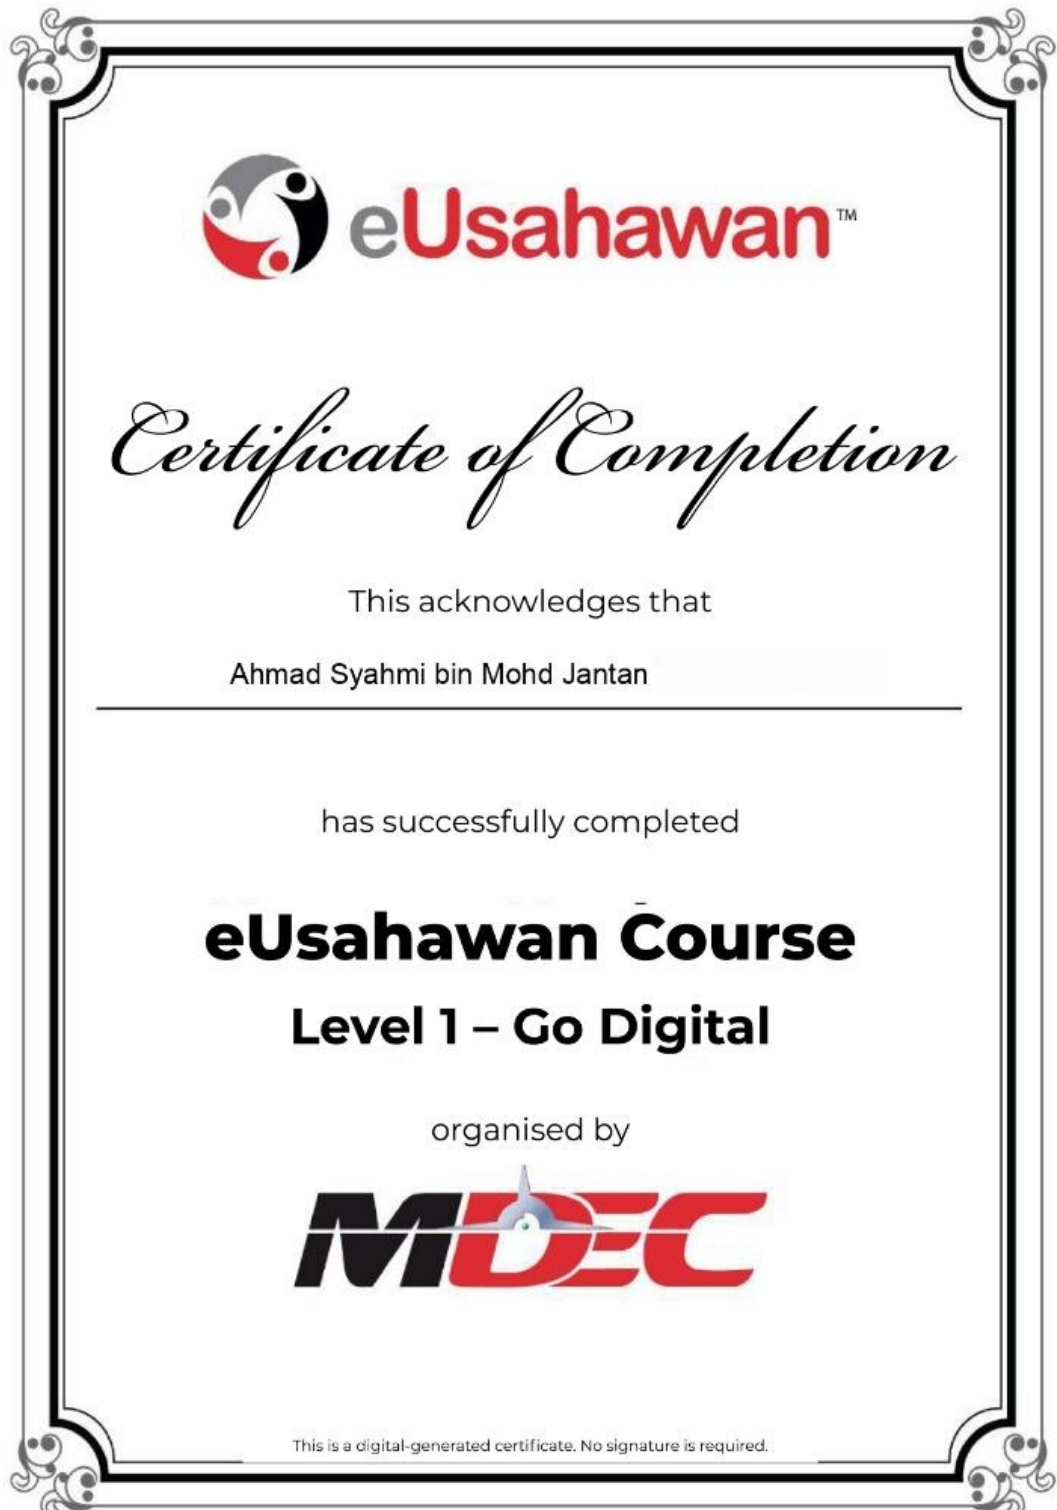 eUsahawan™
Certificate of Completion
This acknowledges that
Ahmad Syahmi bin Mohd Jantan
has successfully completed
eUsahawan Course
Level 1 – Go Digital
organised by
MDEC
This is a digital-generated certificate. No signature is required.